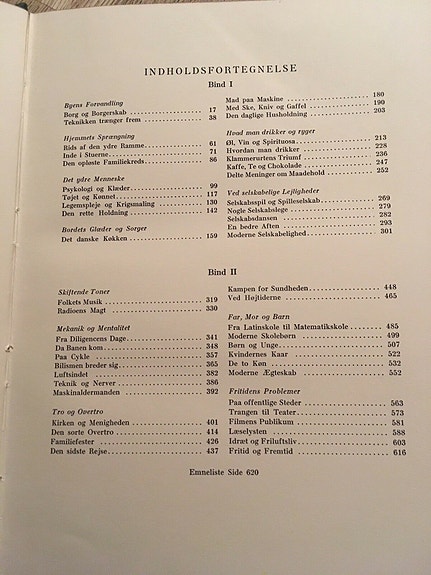 INDHOLDSFORTEGNELSE
Bind I
Byens Forvandling
Borg og Borgerskab ..... 17
Teknikken trænger frem ..... 38
Hjemmets Sprængning
Rids af den ydre Ramme ..... 61
Inde i Stuerne ..... 71
Den opløste Familiekreds ..... 86
Det ydre Menneske
Psykologi og Klæder ..... 99
Tøjet og Kønnet ..... 117
Legemspleje og Krigsmaling ..... 130
Den rette Holdning ..... 142
Bordets Glæder og Sorger
Det danske Køkken ..... 159
Mad paa Maskine ..... 180
Med Ske, Kniv og Gaffel ..... 190
Den daglige Husholdning ..... 203
Hvad man drikker og ryger
Øl, Vin og Spirituosa ..... 213
Hvordan man drikker ..... 228
Klammerurtens Triumf ..... 236
Kaffe, Te og Chokolade ..... 247
Delte Meninger om Maadehold ..... 252
Ved selskabelige Lejligheder
Selskabsspil og Spilleselskab ..... 269
Nogle Selskabslege ..... 279
Selskabsdansen ..... 282
En bedre Aften ..... 293
Moderne Selskabelighed ..... 301
Bind II
Skiftende Toner
Folkets Musik ..... 319
Radioens Magt ..... 330
Mekanik og Mentalitet
Fra Diligencens Dage ..... 341
Da Banen kom ..... 348
Paa Cykle ..... 357
Bilismen breder sig ..... 365
Luftsindet ..... 382
Teknik og Nerver ..... 386
Maskinaldermanden ..... 392
Tro og Overtro
Kirken og Menigheden ..... 401
Den sorte Overtro ..... 414
Familiefester ..... 426
Den sidste Rejse ..... 437
Kampen for Sundheden ..... 448
Ved Højtiderne ..... 465
Far, Mor og Barn
Fra Latinskole til Matematikskole ..... 485
Moderne Skolebørn ..... 499
Børn og Unge ..... 507
Kvindernes Kaar ..... 522
De to Køn ..... 532
Moderne Ægteskab ..... 552
Fritidens Problemer
Paa offentlige Steder ..... 563
Trangen til Teater ..... 573
Filmens Publikum ..... 581
Læselysten ..... 588
Idræt og Friluftsliv ..... 603
Fritid og Fremtid ..... 616
Emneliste Side 620